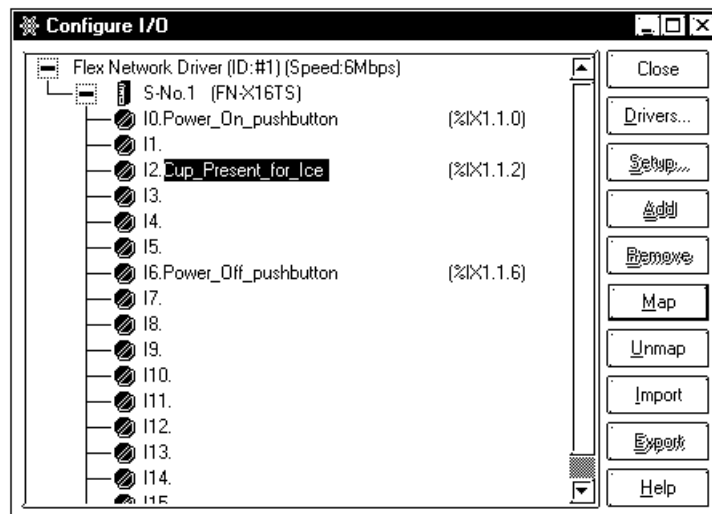 Configure I/O
Flex Network Driver (ID:#1) (Speed:6Mbps)
S-No.1 (FN-X16TS)
I0.Power_On_pushbutton (%IX1.1.0)
I1.
I2.Cup_Present_for_Ice (%IX1.1.2)
I3.
I4.
I5.
I6.Power_Off_pushbutton (%IX1.1.6)
I7.
I8.
I9.
I10.
I11.
I12.
I13.
I14.
I15.
Close
Drivers...
Setup...
Add
Remove
Map
Unmap
Import
Export
Help